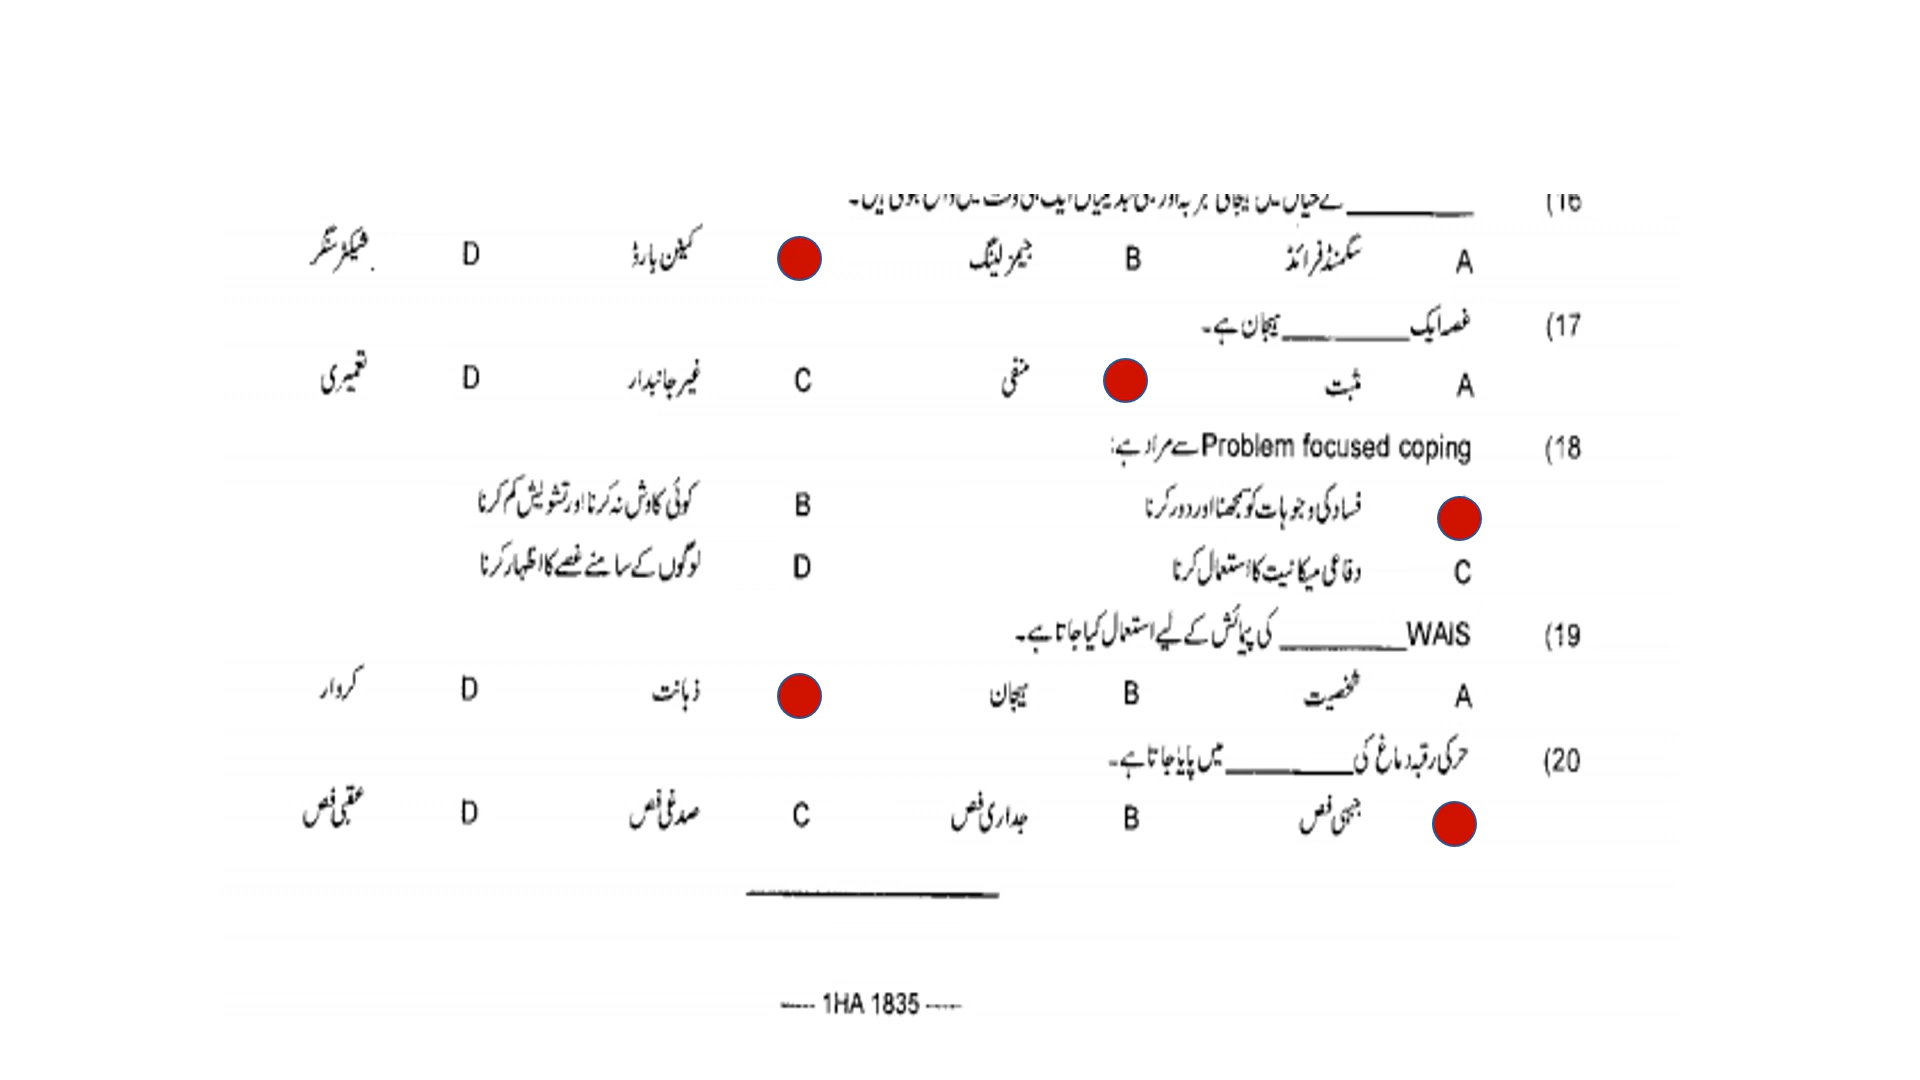 (16 ________ کے خیال میں ہیجانی تجربہ اور جسمی تبدیلیاں ایک ہی وقت میں واقع ہوتی ہیں۔
A سگمنڈ فرائڈ B جیمز لینگ کینن بارڈ D شیکٹر سنگر
(17 غصہ ایک ________ ہیجان ہے۔
A مثبت منفی C غیر جانبدار D تعمیری
(18 Problem focused coping سے مراد ہے:
فساد کی وجوہات کو سمجھنا اور دور کرنا B کوئی کاوش نہ کرنا اور تشویش کم کرنا
C دفاعی میکانیت کا استعمال کرنا D لوگوں کے سامنے غصے کا اظہار کرنا
(19 WAIS ________ کی پیمائش کے لیے استعمال کیا جاتا ہے۔
A شخصیت B ہیجان ذہانت D کردار
(20 حرکی رقبہ دماغ کی ________ میں پایا جاتا ہے۔
جبہی فص B جداری فص C صدغی فص D عقبی فص
---- 1HA 1835 ----